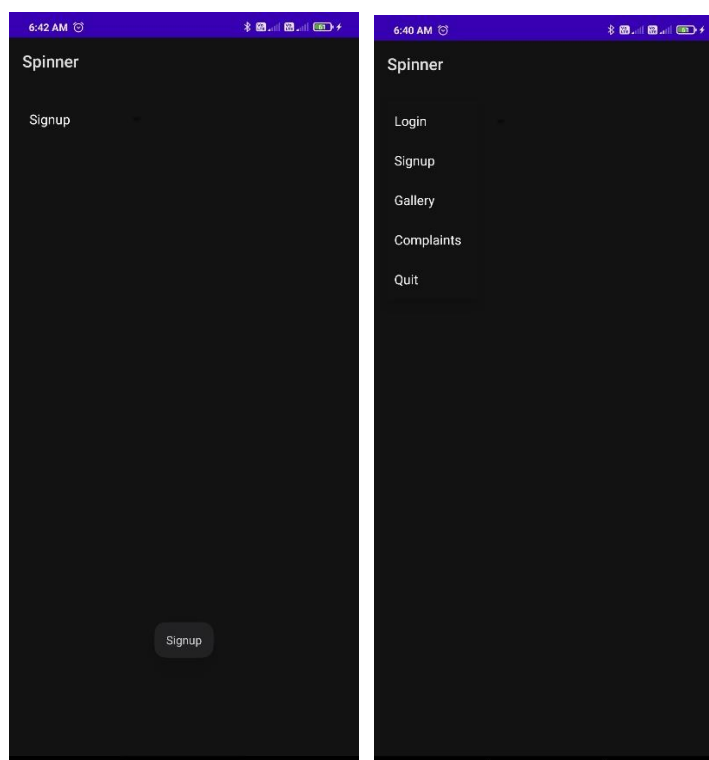 6:42 AM
Spinner
Signup
Signup
6:40 AM
Spinner
Login
Signup
Gallery
Complaints
Quit